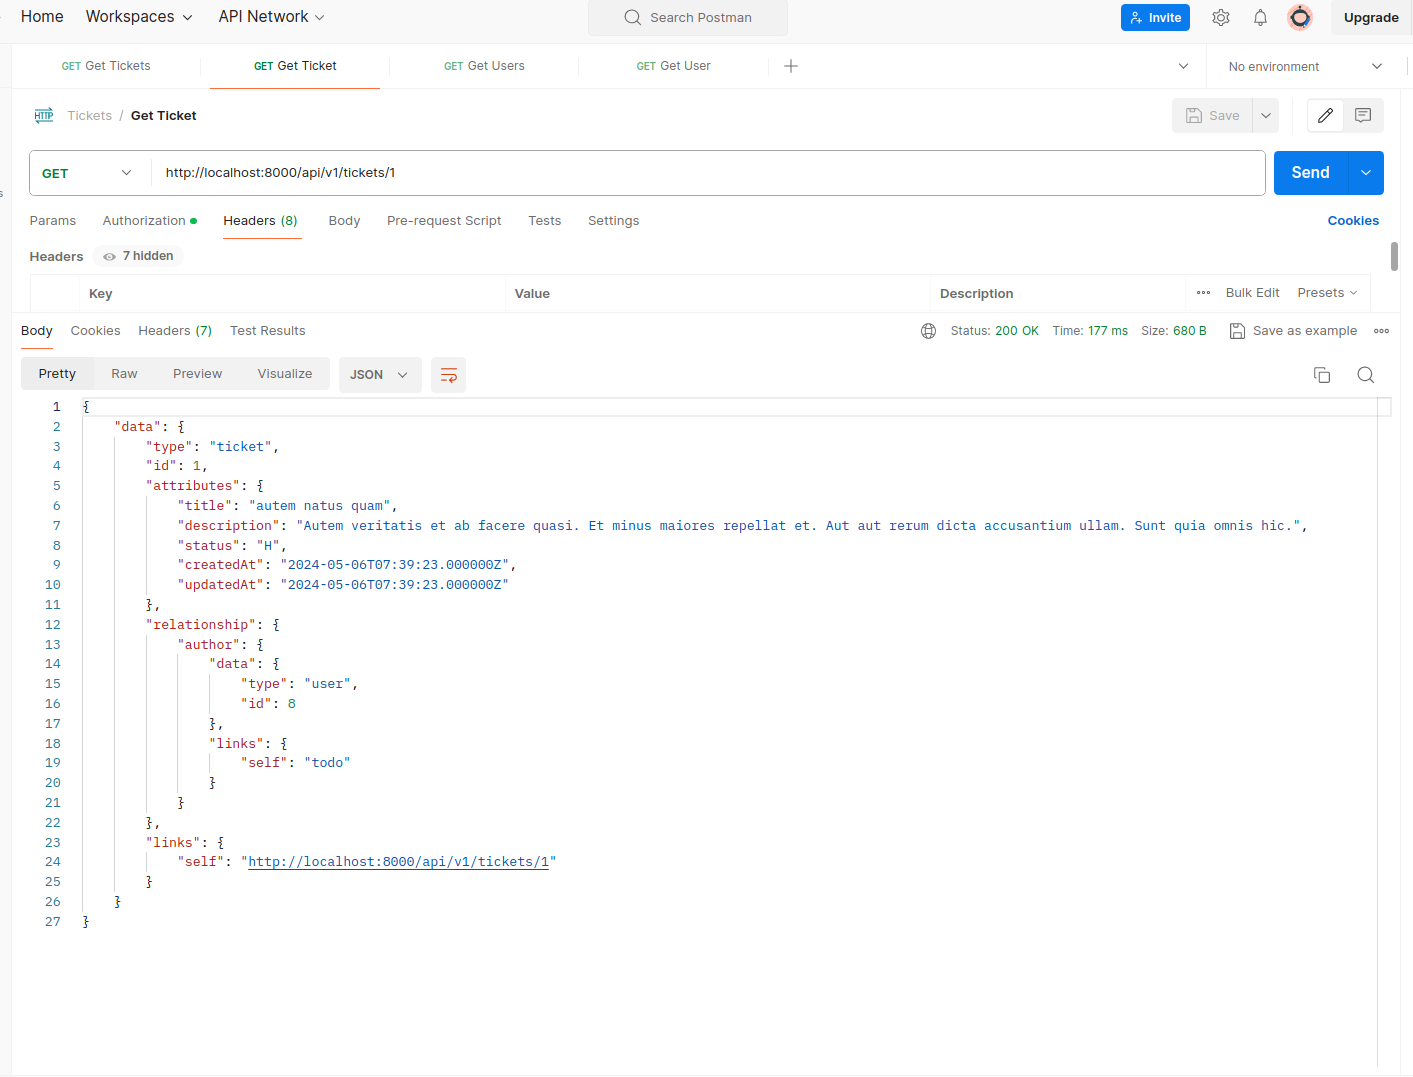 Home Workspaces API Network Search Postman Invite Upgrade
GET Get Tickets GET Get Ticket GET Get Users GET Get User No environment
HTTP Tickets / Get Ticket Save
GET http://localhost:8000/api/v1/tickets/1 Send
s
Params Authorization Headers (8) Body Pre-request Script Tests Settings Cookies
Headers 7 hidden
Key Value Description Bulk Edit Presets
Body Cookies Headers (7) Test Results Status: 200 OK Time: 177 ms Size: 680 B Save as example
Pretty Raw Preview Visualize JSON
1 {
2 "data": {
3 "type": "ticket",
4 "id": 1,
5 "attributes": {
6 "title": "autem natus quam",
7 "description": "Autem veritatis et ab facere quasi. Et minus maiores repellat et. Aut aut rerum dicta accusantium ullam. Sunt quia omnis hic.",
8 "status": "H",
9 "createdAt": "2024-05-06T07:39:23.000000Z",
10 "updatedAt": "2024-05-06T07:39:23.000000Z"
11 },
12 "relationship": {
13 "author": {
14 "data": {
15 "type": "user",
16 "id": 8
17 },
18 "links": {
19 "self": "todo"
20 }
21 }
22 },
23 "links": {
24 "self": "http://localhost:8000/api/v1/tickets/1"
25 }
26 }
27 }